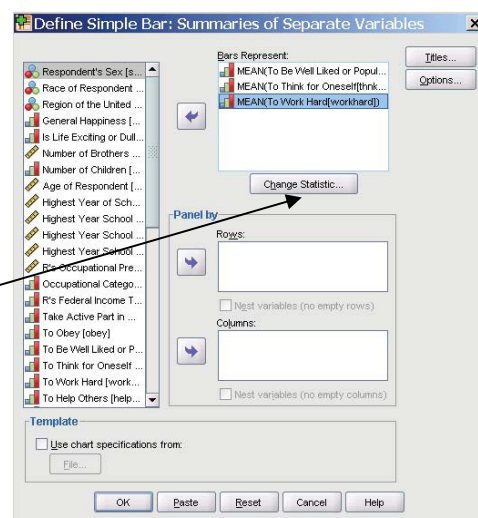 Define Simple Bar: Summaries of Separate Variables
Respondent's Sex [s...
Race of Respondent ...
Region of the United ...
General Happiness [...
Is Life Exciting or Dull...
Number of Brothers ...
Number of Children [...
Age of Respondent [...
Highest Year of Sch...
Highest Year School ...
Highest Year School ...
Highest Year School ...
R's Occupational Pre...
Occupational Catego...
R's Federal Income T...
Take Active Part in ...
To Obey [obey]
To Be Well Liked or P...
To Think for Oneself ...
To Work Hard [work...
To Help Others [help...
Bars Represent:
MEAN(To Be Well Liked or Popul...
MEAN(To Think for Oneself[thnk...
MEAN(To Work Hard[workhard])
Change Statistic...
Titles...
Options...
Panel by
Rows:
Nest variables (no empty rows)
Columns:
Nest variables (no empty columns)
Template
Use chart specifications from:
File...
OK Paste Reset Cancel Help